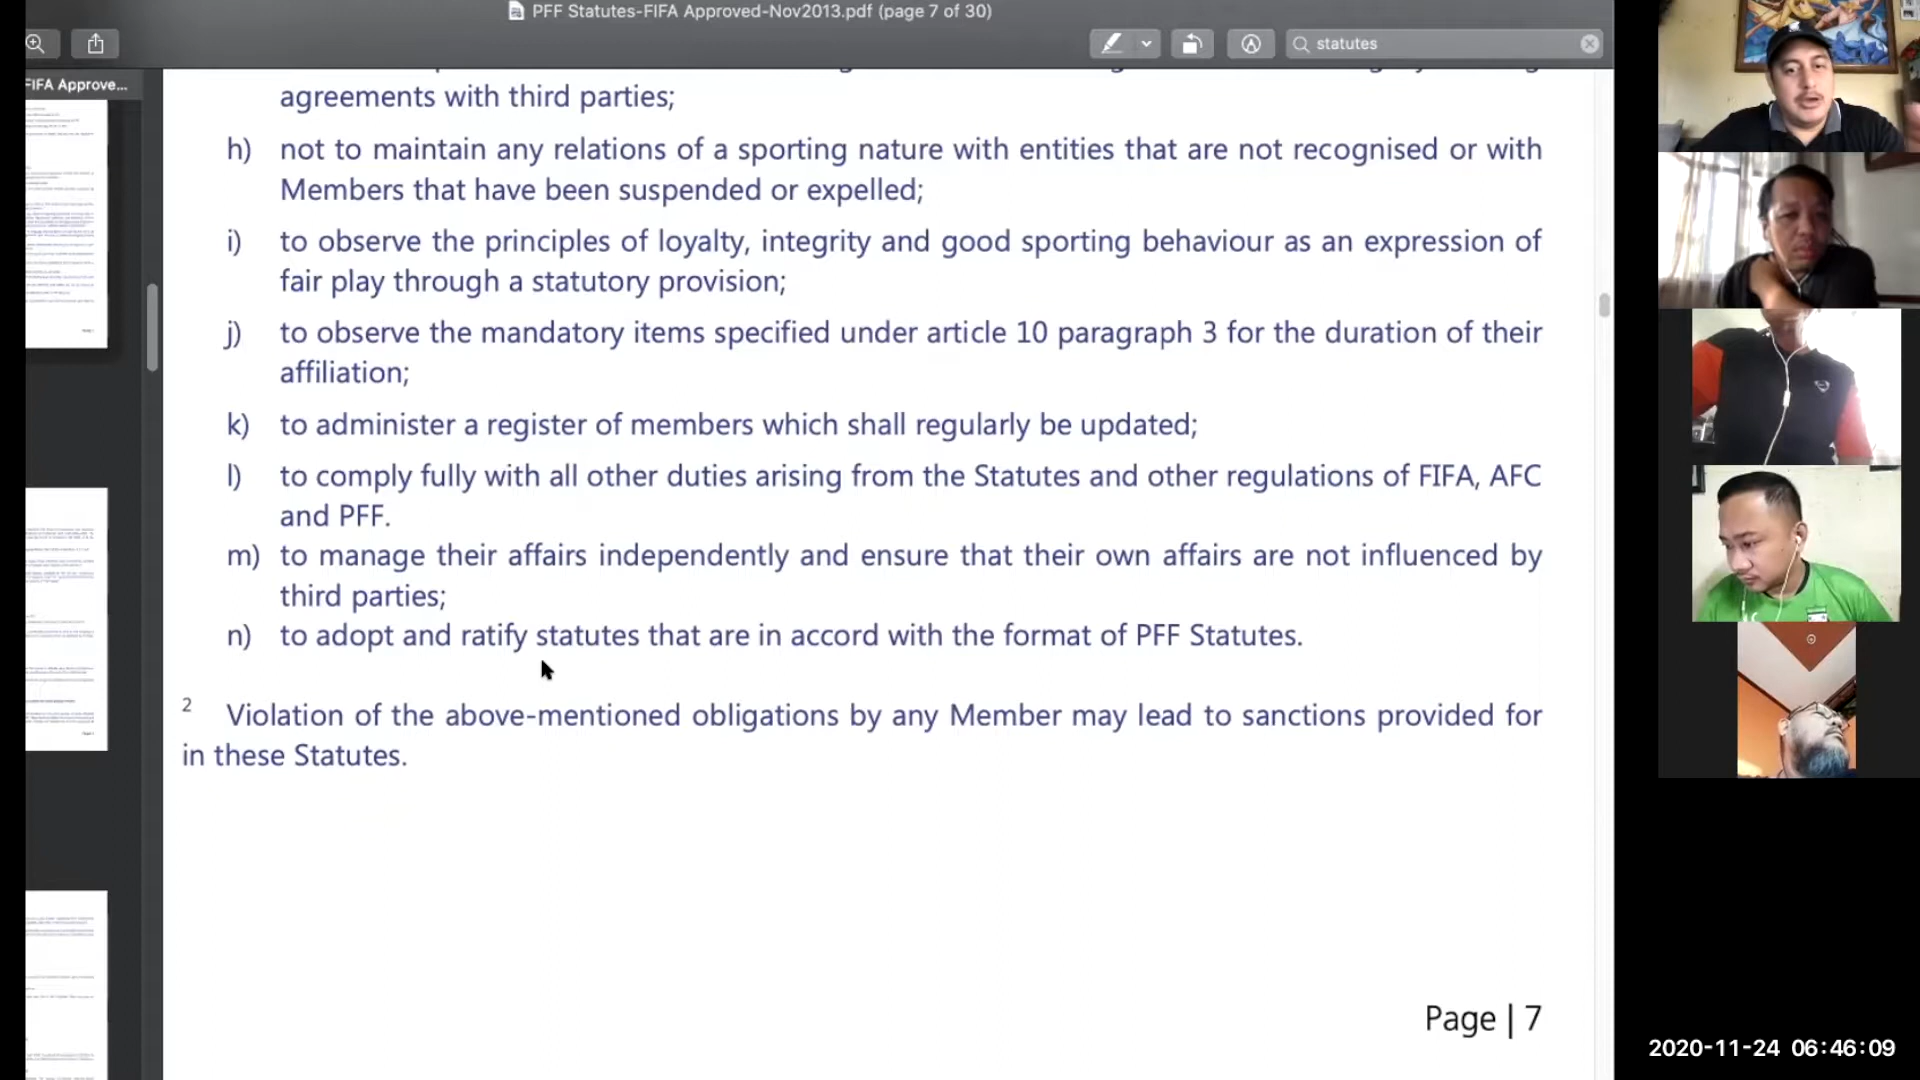 PFF Statutes-FIFA Approved-Nov2013.pdf (page 7 of 30)
statutes
FIFA Approve...
agreements with third parties;
h) not to maintain any relations of a sporting nature with entities that are not recognised or with
Members that have been suspended or expelled;
i) to observe the principles of loyalty, integrity and good sporting behaviour as an expression of
fair play through a statutory provision;
j) to observe the mandatory items specified under article 10 paragraph 3 for the duration of their
affiliation;
k) to administer a register of members which shall regularly be updated;
l) to comply fully with all other duties arising from the Statutes and other regulations of FIFA, AFC
and PFF.
m) to manage their affairs independently and ensure that their own affairs are not influenced by
third parties;
n) to adopt and ratify statutes that are in accord with the format of PFF Statutes.
2 Violation of the above-mentioned obligations by any Member may lead to sanctions provided for
in these Statutes.
Page | 7
2020-11-24 06:46:09